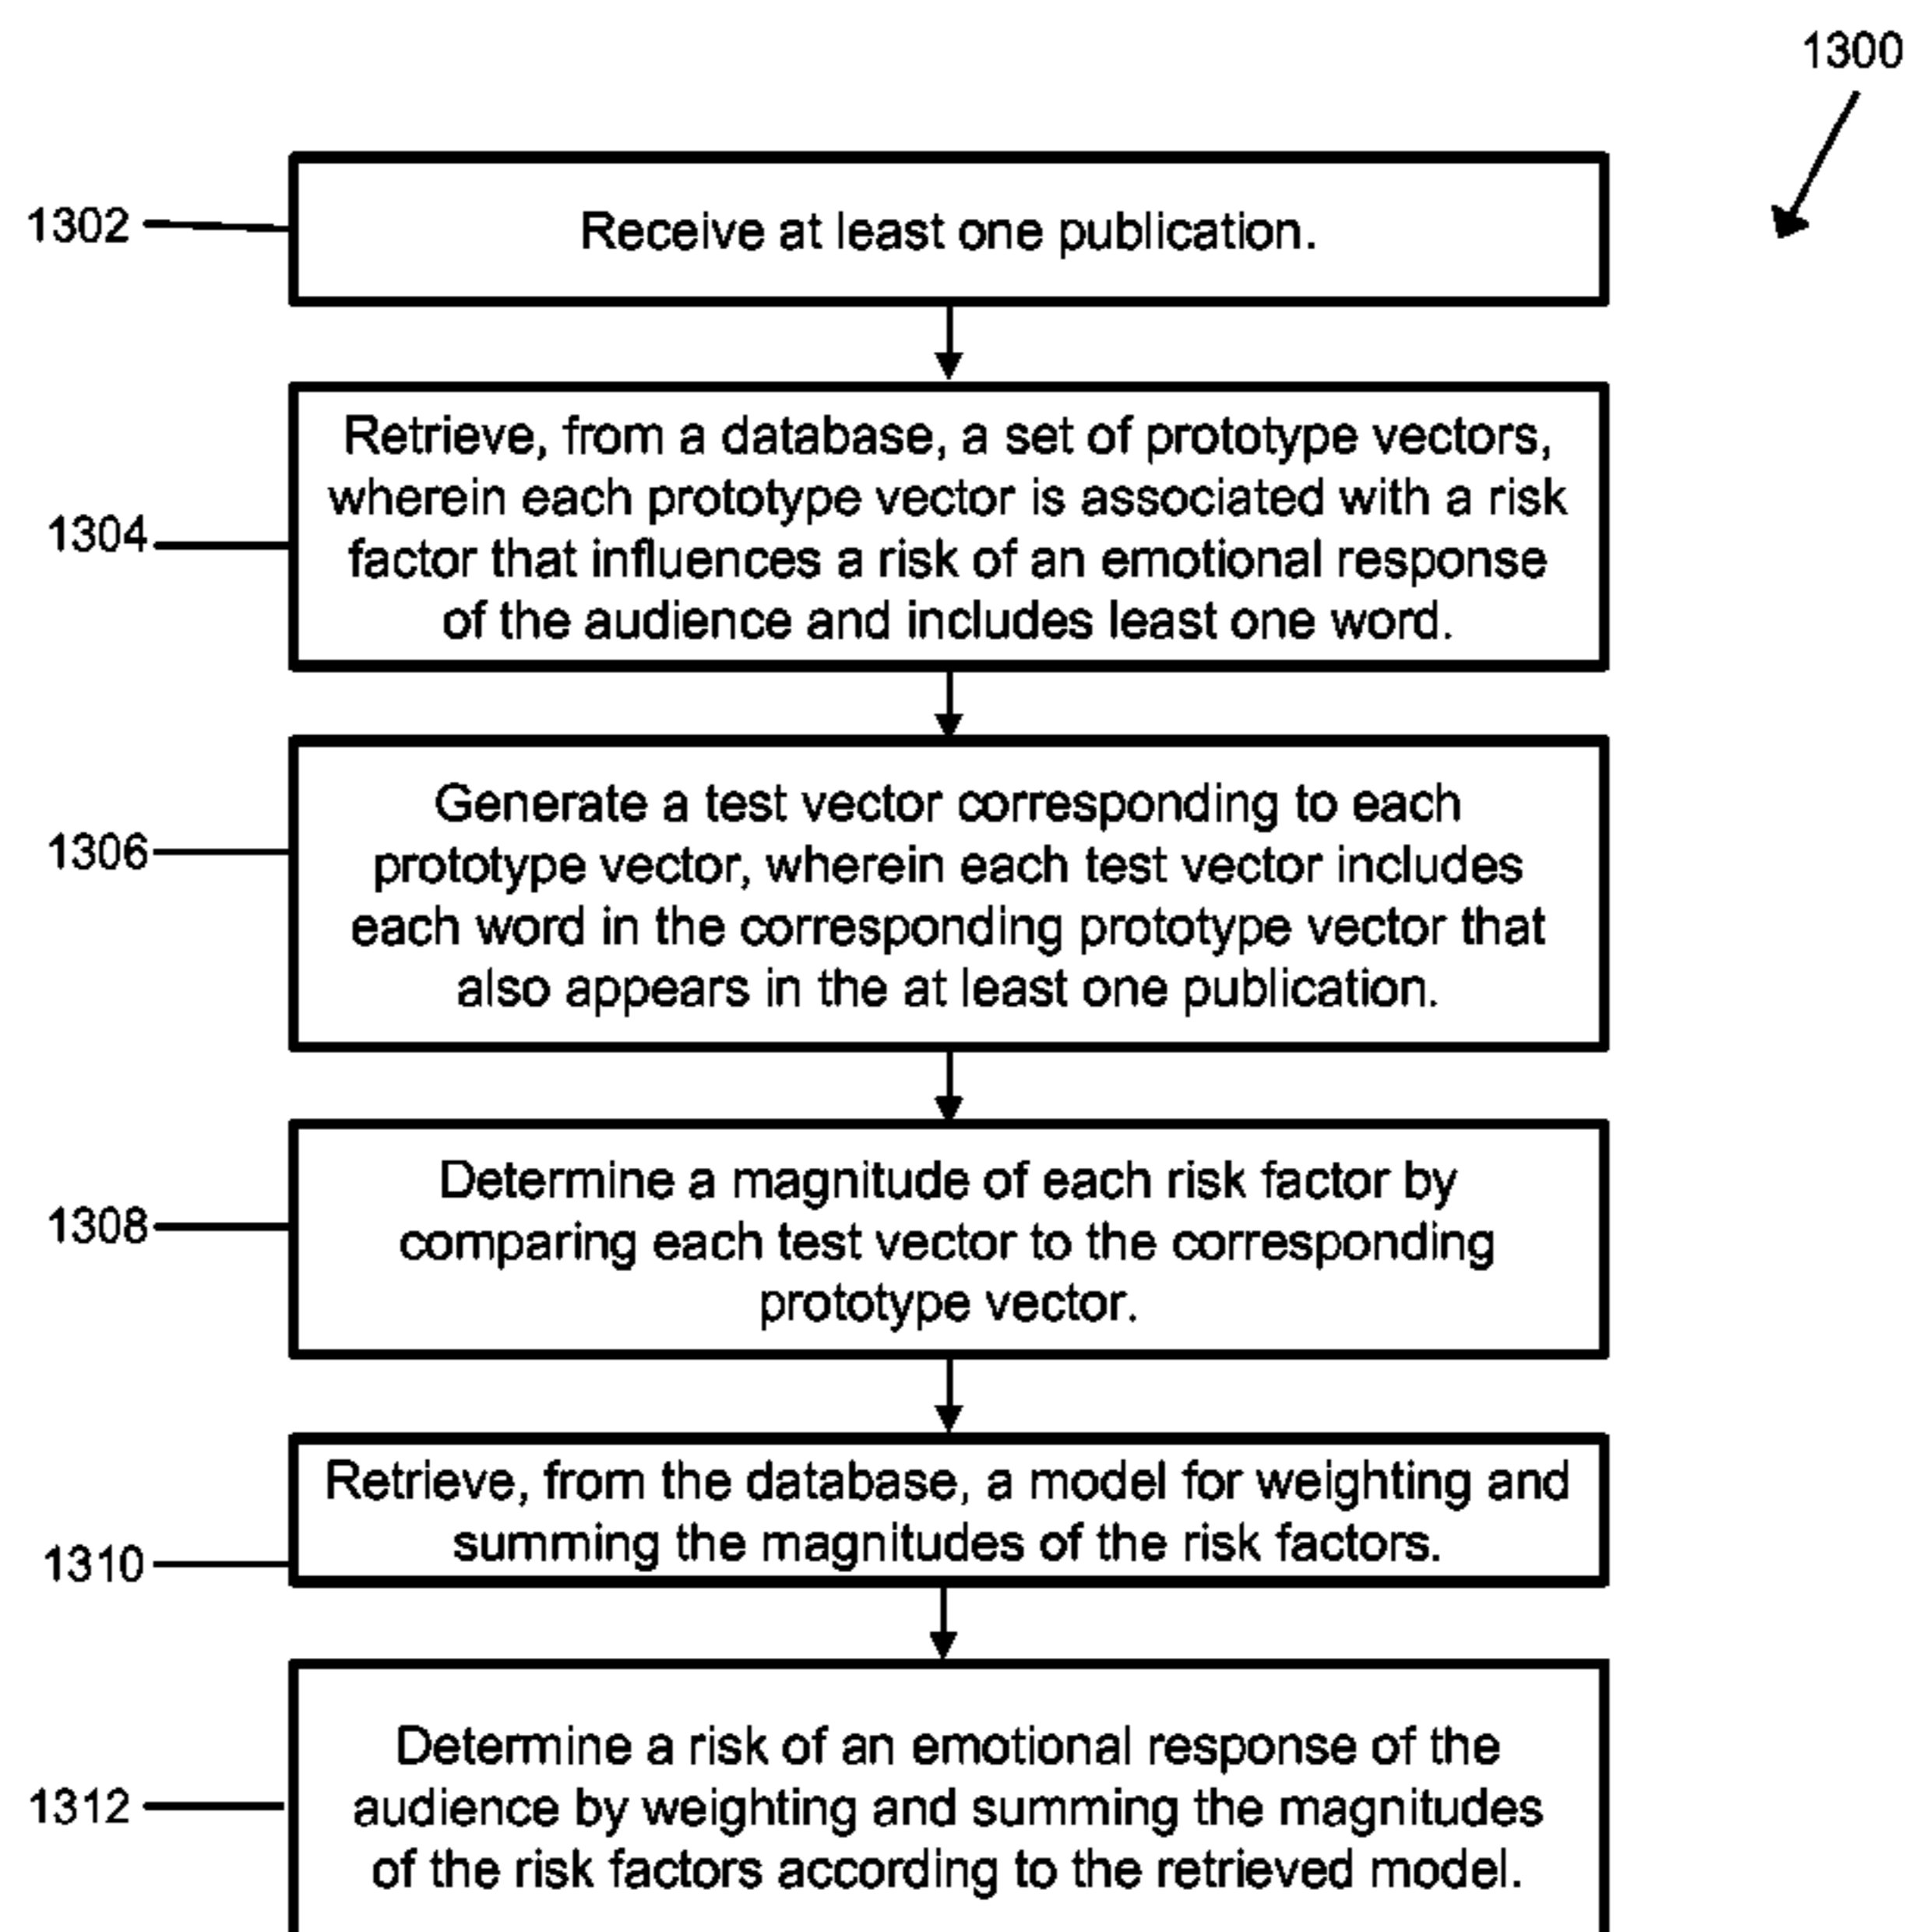 1300
1302
Receive at least one publication.
1304
Retrieve, from a database, a set of prototype vectors,
wherein each prototype vector is associated with a risk
factor that influences a risk of an emotional response
of the audience and includes least one word.
1306
Generate a test vector corresponding to each
prototype vector, wherein each test vector includes
each word in the corresponding prototype vector that
also appears in the at least one publication.
1308
Determine a magnitude of each risk factor by
comparing each test vector to the corresponding
prototype vector.
1310
Retrieve, from the database, a model for weighting and
summing the magnitudes of the risk factors.
1312
Determine a risk of an emotional response of the
audience by weighting and summing the magnitudes
of the risk factors according to the retrieved model.